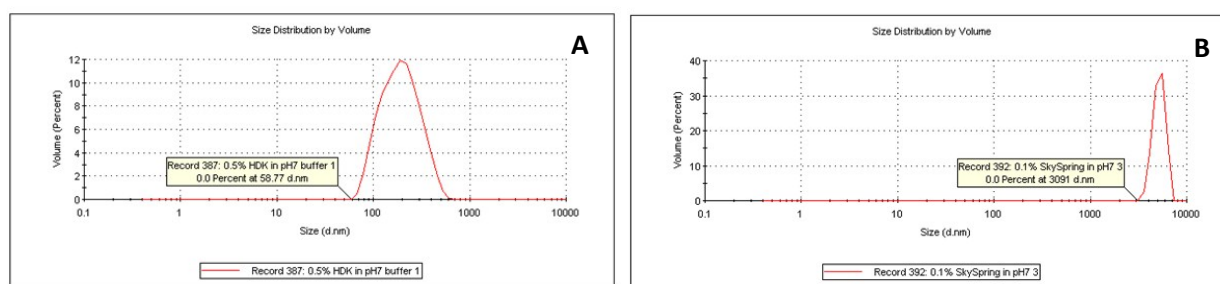 Size Distribution by Volume
A
12
10
8
6
4
2
0
Volume (Percent)
Record 387: 0.5% HDK in pH7 buffer 1
0.0 Percent at 58.77 d.nm
0.1
1
10
100
1000
10000
Size (d.nm)
Record 387: 0.5% HDK in pH7 buffer 1
Size Distribution by Volume
B
40
30
20
10
0
Volume (Percent)
Record 392: 0.1% SkySpring in pH7 3
0.0 Percent at 3091 d.nm
0.1
1
10
100
1000
10000
Size (d.nm)
Record 392: 0.1% SkySpring in pH7 3